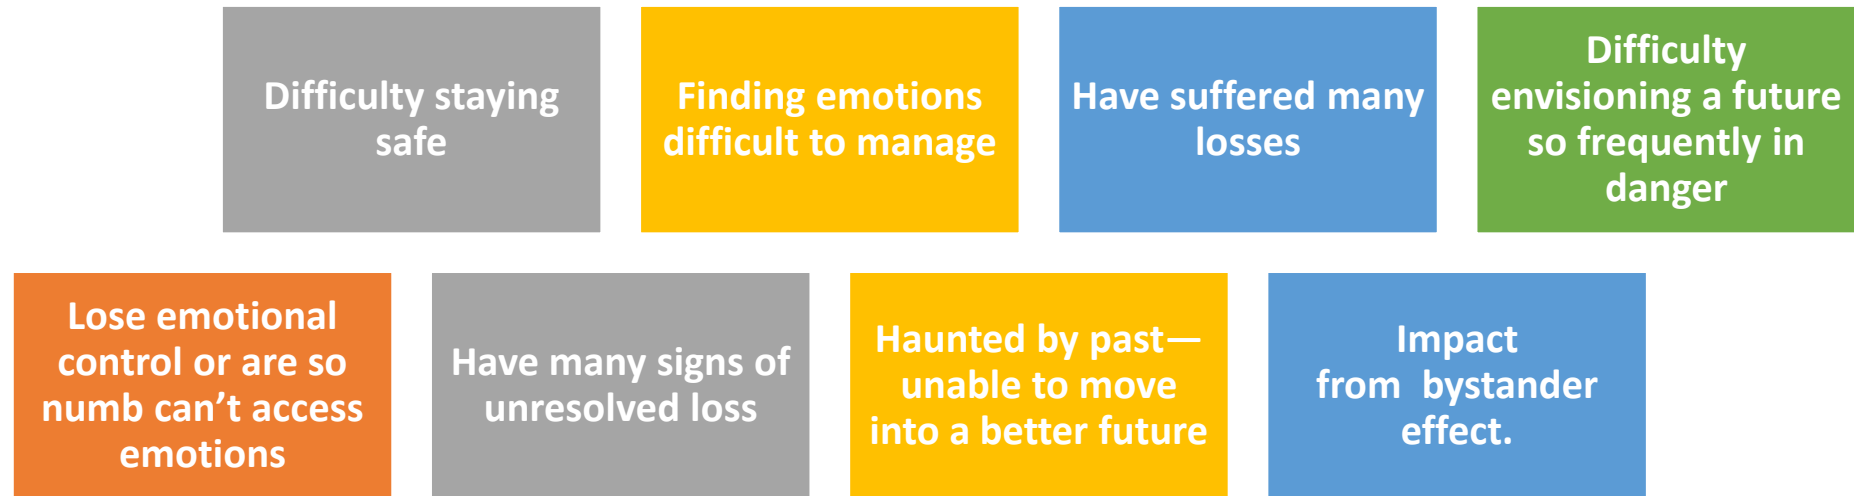 Difficulty staying
safe
Finding emotions
difficult to manage
Have suffered many
losses
Difficulty
envisioning a future
so frequently in
danger
Lose emotional
control or are so
numb can’t access
emotions
Have many signs of
unresolved loss
Haunted by past—
unable to move
into a better future
Impact
from  bystander
effect.